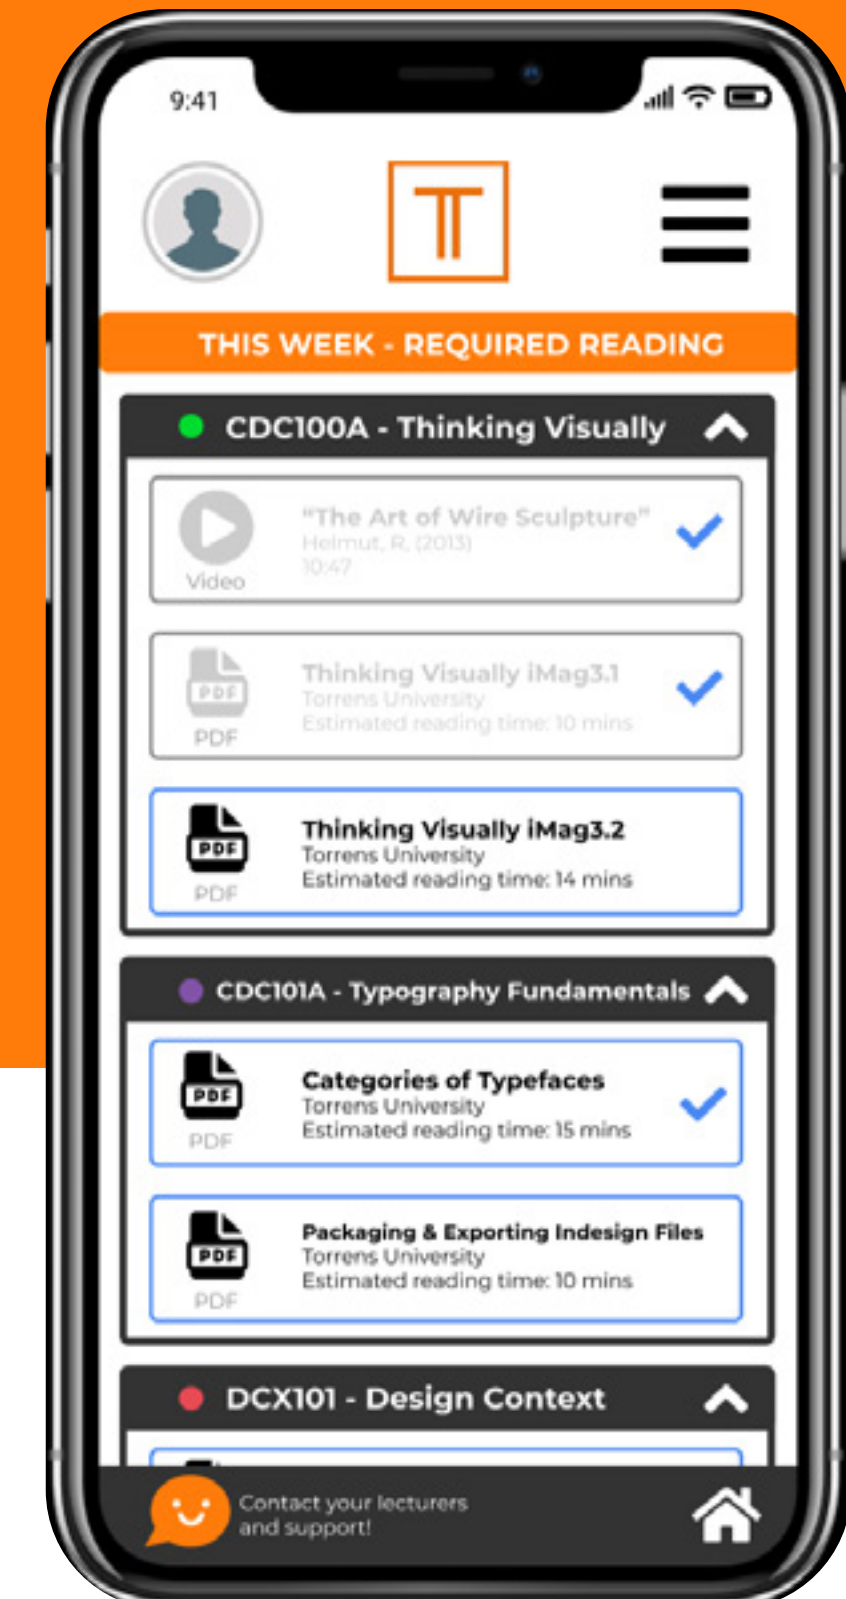 9:41
THIS WEEK - REQUIRED READING
CDC100A - Thinking Visually
"The Art of Wire Sculpture"
Helmut, R, (2013)
10:47
Video
Thinking Visually iMag3.1
Torrens University
Estimated reading time: 10 mins
PDF
PDF
Thinking Visually iMag3.2
Torrens University
Estimated reading time: 14 mins
PDF
PDF
CDC101A - Typography Fundamentals
Categories of Typefaces
Torrens University
Estimated reading time: 15 mins
PDF
PDF
Packaging & Exporting Indesign Files
Torrens University
Estimated reading time: 10 mins
PDF
PDF
DCX101 - Design Context
Contact your lecturers
and support!